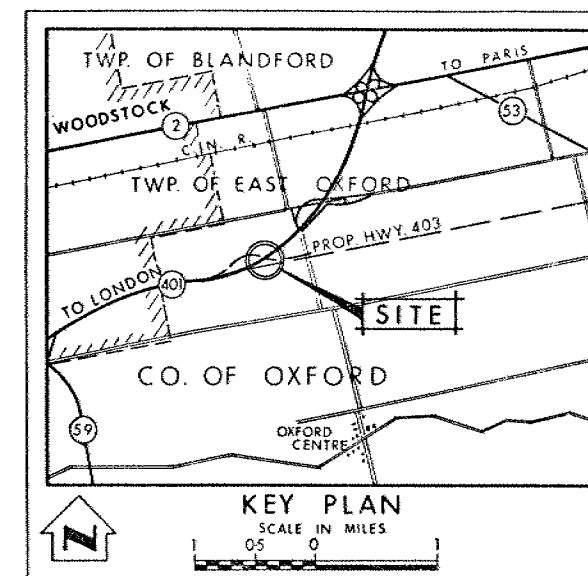 TWP. OF BLANDFORD
TO PARIS
WOODSTOCK
2
53
C. N. R.
TWP. OF EAST OXFORD
PROP. HWY. 403
TO LONDON
401
SITE
CO. OF OXFORD
59
OXFORD
CENTRE
KEY PLAN
SCALE IN MILES
N
1 0·5 0 1